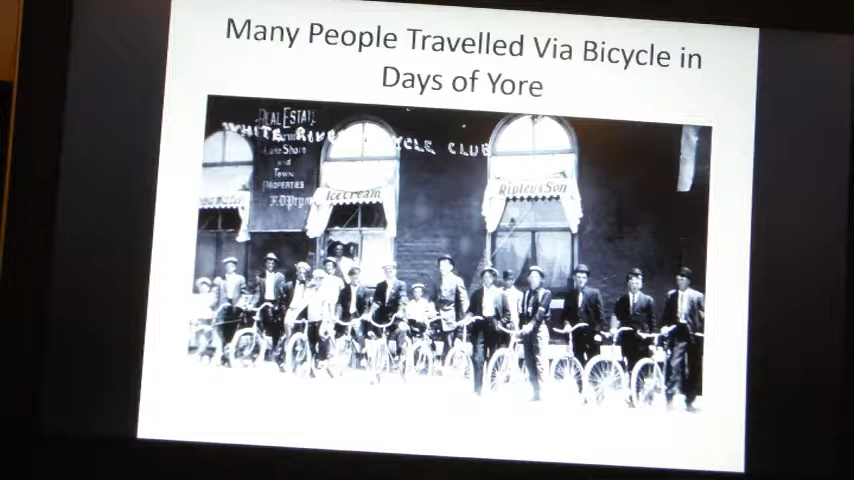 Many People Travelled Via Bicycle in
Days of Yore
REAL ESTATE
WHITE
CYCLE CLUB
Lake Shore
and
Town
PROPERTIES
Ice Cream
Ripley & Son